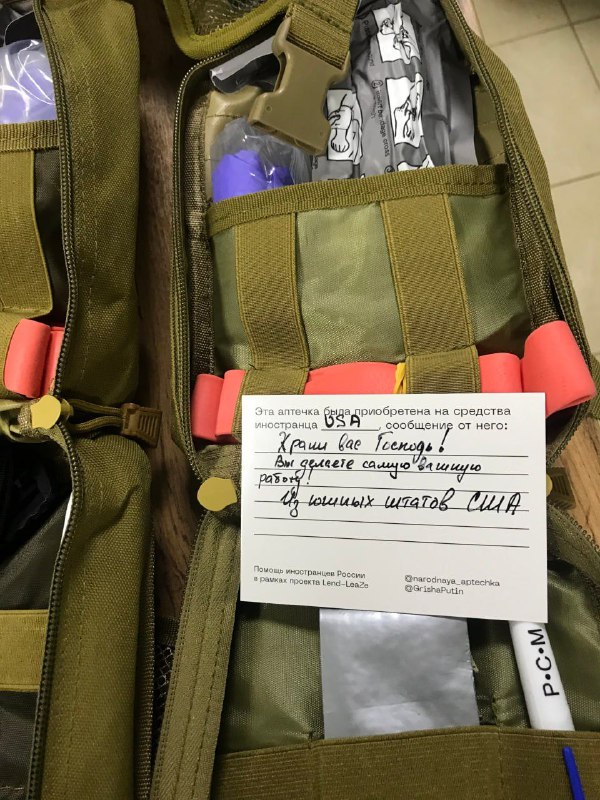 Эта аптечка была приобретена на средства
иностранца USA, сообщение от него:
Храни вас Господь!
Вы делаете самую важную
работу!
Из южных штатов США
Помощь иностранцев России
в рамках проекта Lend-LeaZe
@narodnaya_aptechka
@GrishaPutin
P•C•M